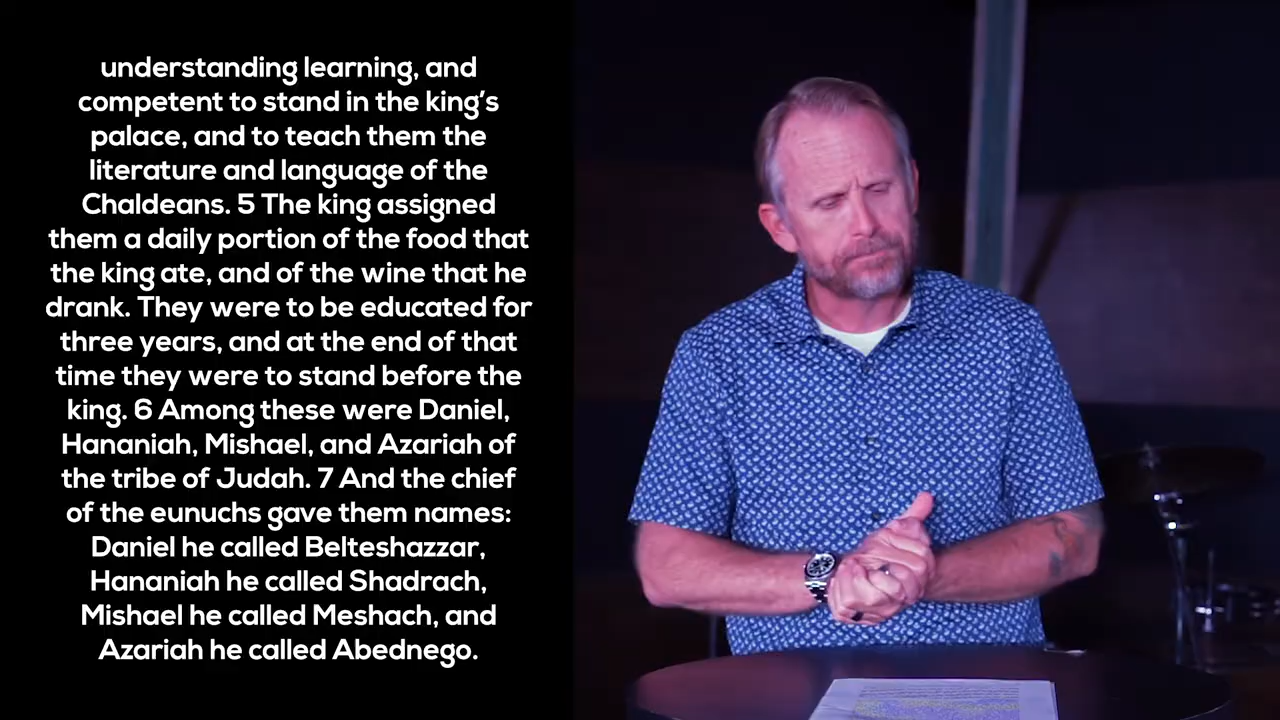 understanding learning, and
competent to stand in the king's
palace, and to teach them the
literature and language of the
Chaldeans. 5 The king assigned
them a daily portion of the food that
the king ate, and of the wine that he
drank. They were to be educated for
three years, and at the end of that
time they were to stand before the
king. 6 Among these were Daniel,
Hananiah, Mishael, and Azariah of
the tribe of Judah. 7 And the chief
of the eunuchs gave them names:
Daniel he called Belteshazzar,
Hananiah he called Shadrach,
Mishael he called Meshach, and
Azariah he called Abednego.